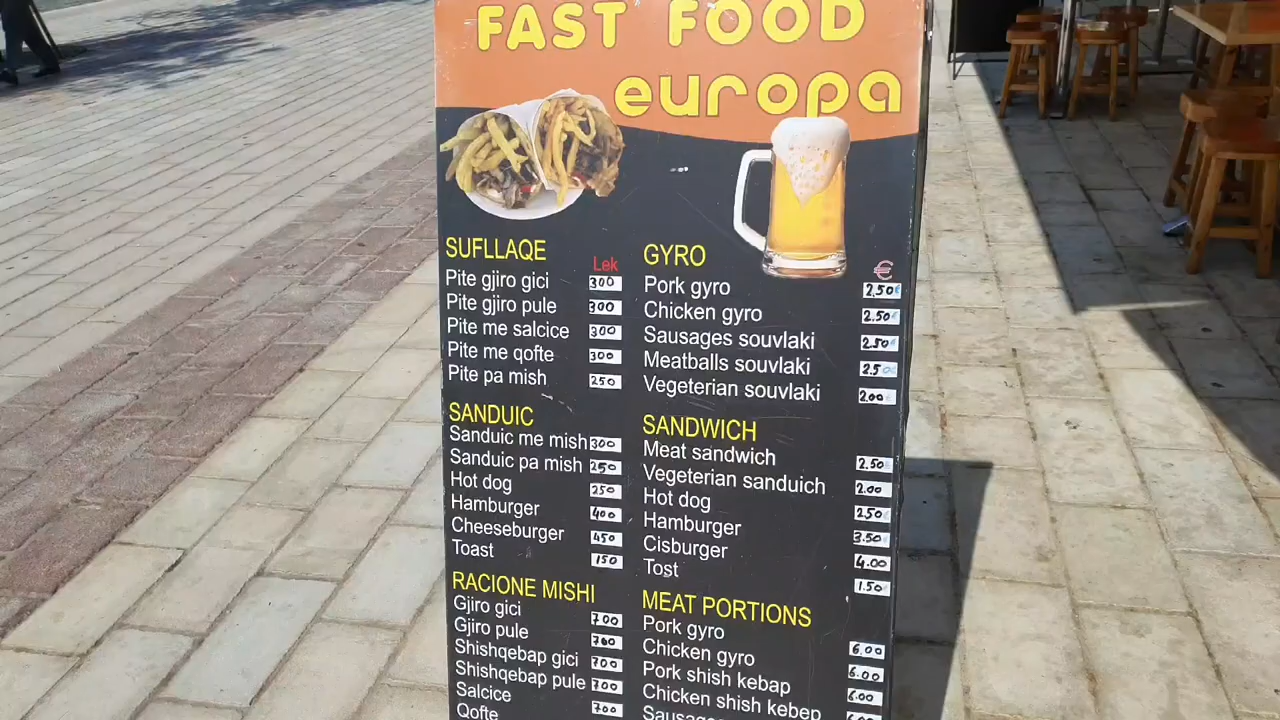 FAST FOOD
europa
SUFLLAQE
Lek
Pite gjiro gici 300
Pite gjiro pule 300
Pite me salcice 300
Pite me qofte 300
Pite pa mish 250
SANDUIC
Sanduic me mish 300
Sanduic pa mish 250
Hot dog 250
Hamburger 400
Cheeseburger 450
Toast 150
RACIONE MISHI
Gjiro gici 700
Gjiro pule 700
Shishqebap gici 700
Shishqebap pule 700
Salcice 700
Qofte
GYRO
€
Pork gyro 2,50€
Chicken gyro 2.50€
Sausages souvlaki 2.50€
Meatballs souvlaki 2.50€
Vegeterian souvlaki 2.00€
SANDWICH
Meat sandwich 2.50€
Vegeterian sanduich 2.00
Hot dog 2.50€
Hamburger 3.50€
Cisburger 4.00
Tost 1.50€
MEAT PORTIONS
Pork gyro 6.00
Chicken gyro 6.00
Pork shish kebap 6.00
Chicken shish kebep
Sausages